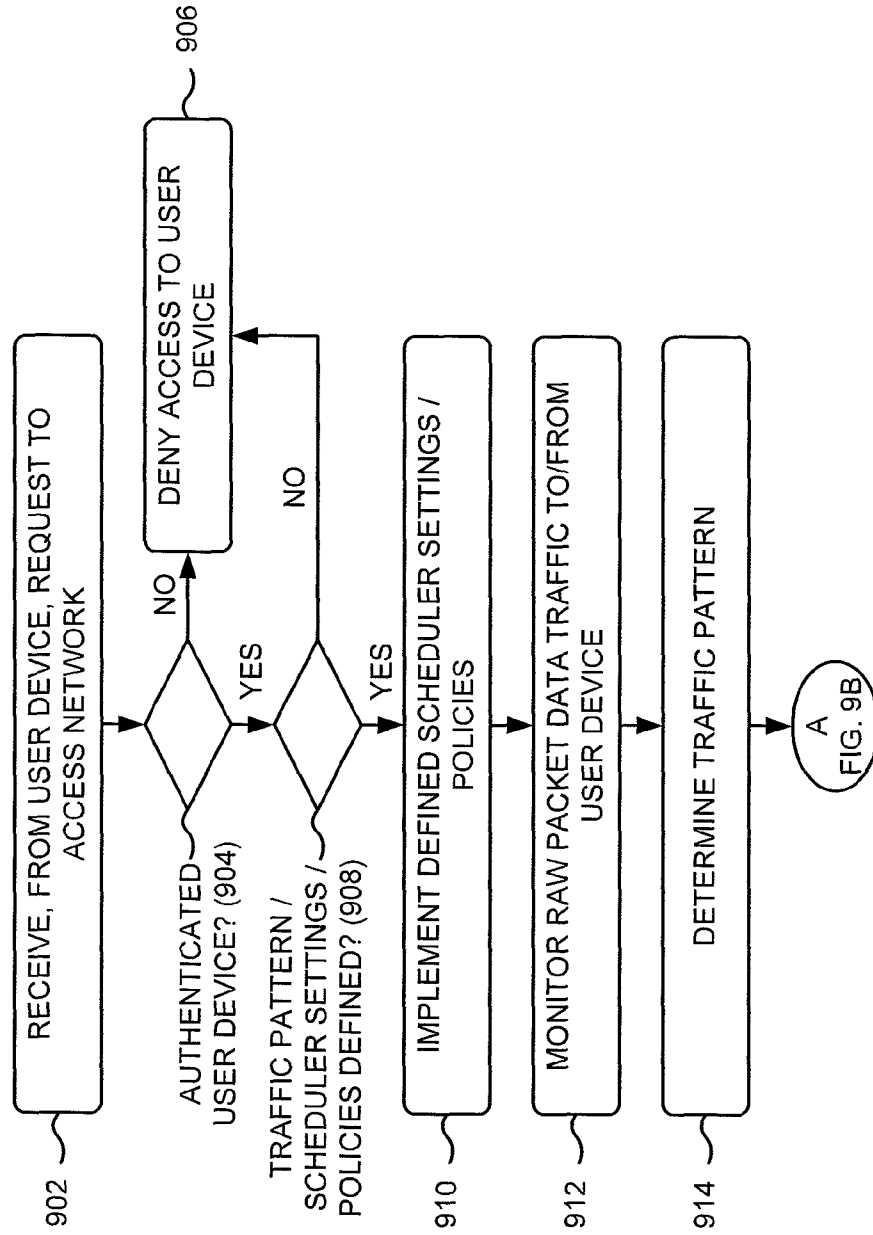 902
RECEIVE, FROM USER DEVICE, REQUEST TO
ACCESS NETWORK
AUTHENTICATED
USER DEVICE? (904)
NO
DENY ACCESS TO USER
DEVICE
906
YES
TRAFFIC PATTERN /
SCHEDULER SETTINGS /
POLICIES DEFINED? (908)
NO
YES
910
IMPLEMENT DEFINED SCHEDULER SETTINGS /
POLICIES
912
MONITOR RAW PACKET DATA TRAFFIC TO/FROM
USER DEVICE
914
DETERMINE TRAFFIC PATTERN
A
FIG. 9B